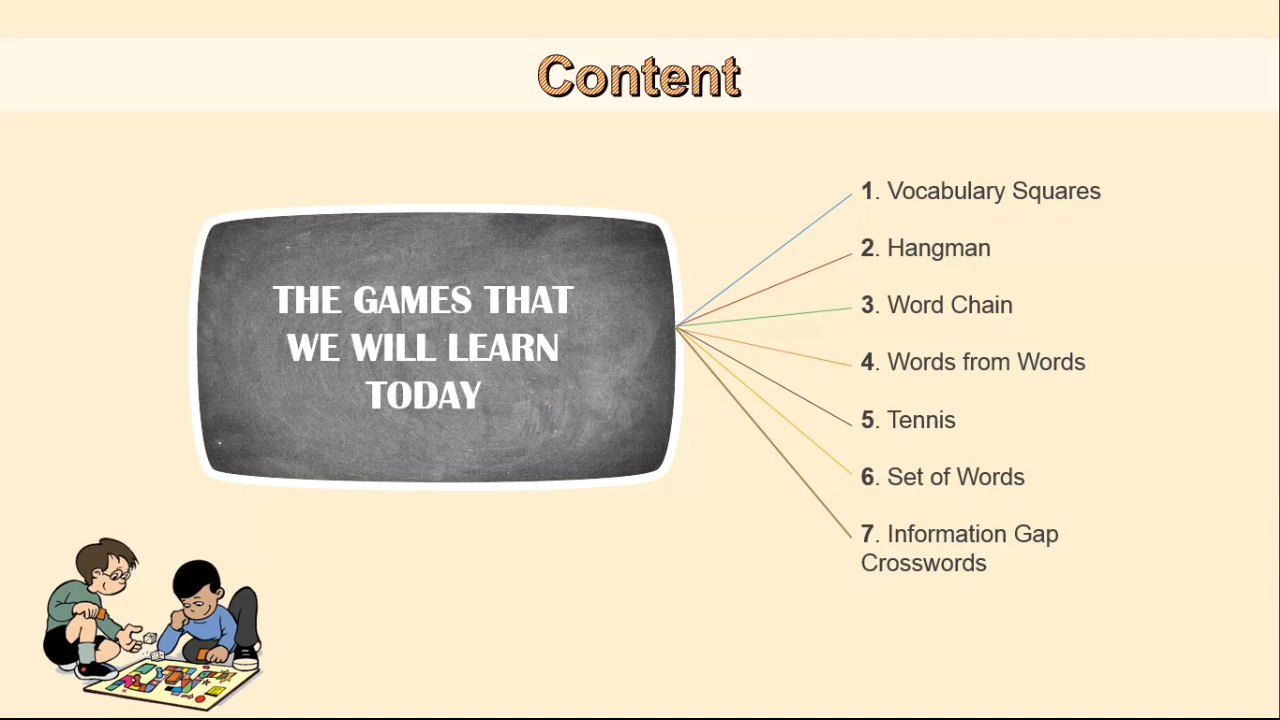 Content
THE GAMES THAT
WE WILL LEARN
TODAY
1. Vocabulary Squares
2. Hangman
3. Word Chain
4. Words from Words
5. Tennis
6. Set of Words
7. Information Gap
Crosswords